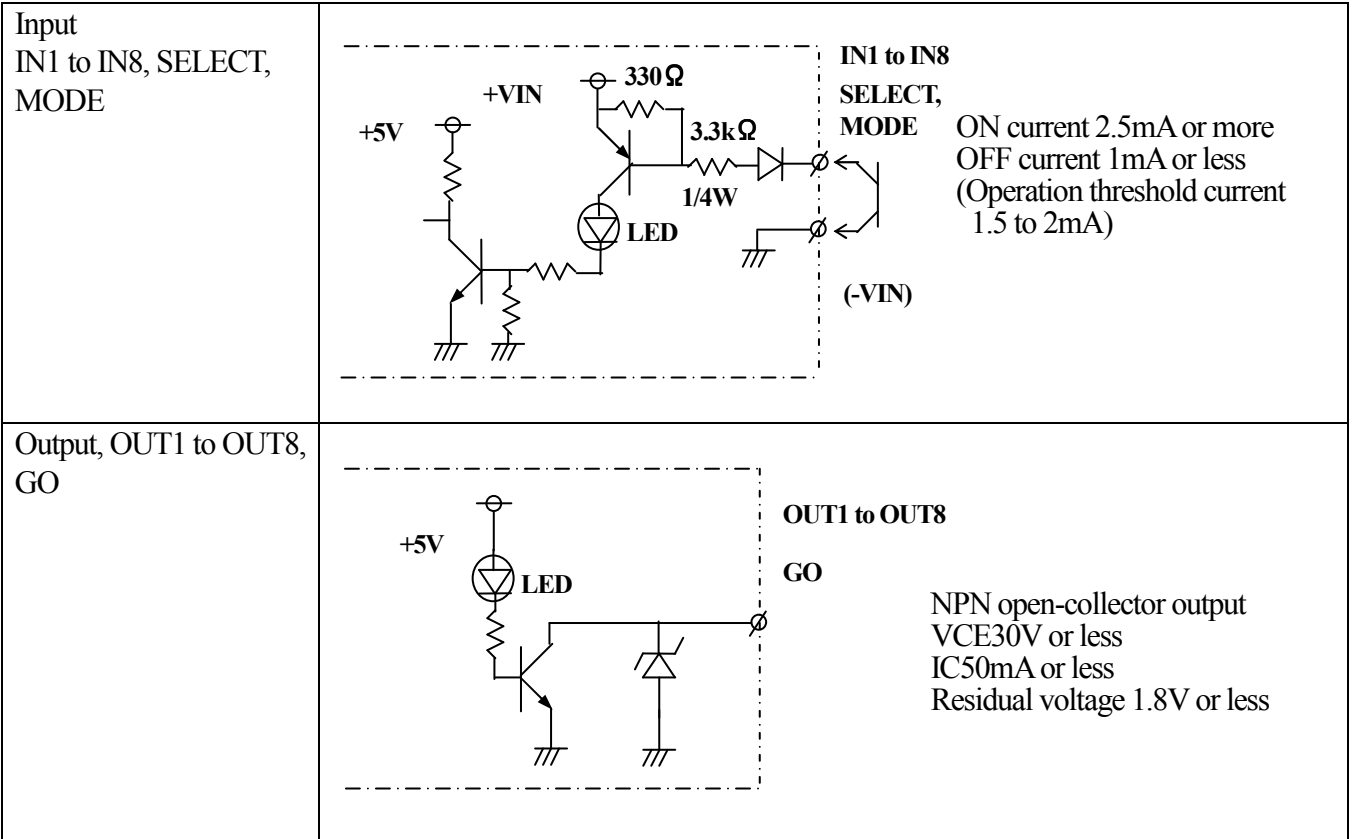 Input
IN1 to IN8, SELECT,
MODE
+5V
+VIN
330Ω
3.3kΩ
1/4W
LED
IN1 to IN8
SELECT,
MODE
(-VIN)
ON current 2.5mA or more
OFF current 1mA or less
(Operation threshold current
1.5 to 2mA)
Output, OUT1 to OUT8,
GO
+5V
LED
OUT1 to OUT8
GO
NPN open-collector output
VCE30V or less
IC50mA or less
Residual voltage 1.8V or less